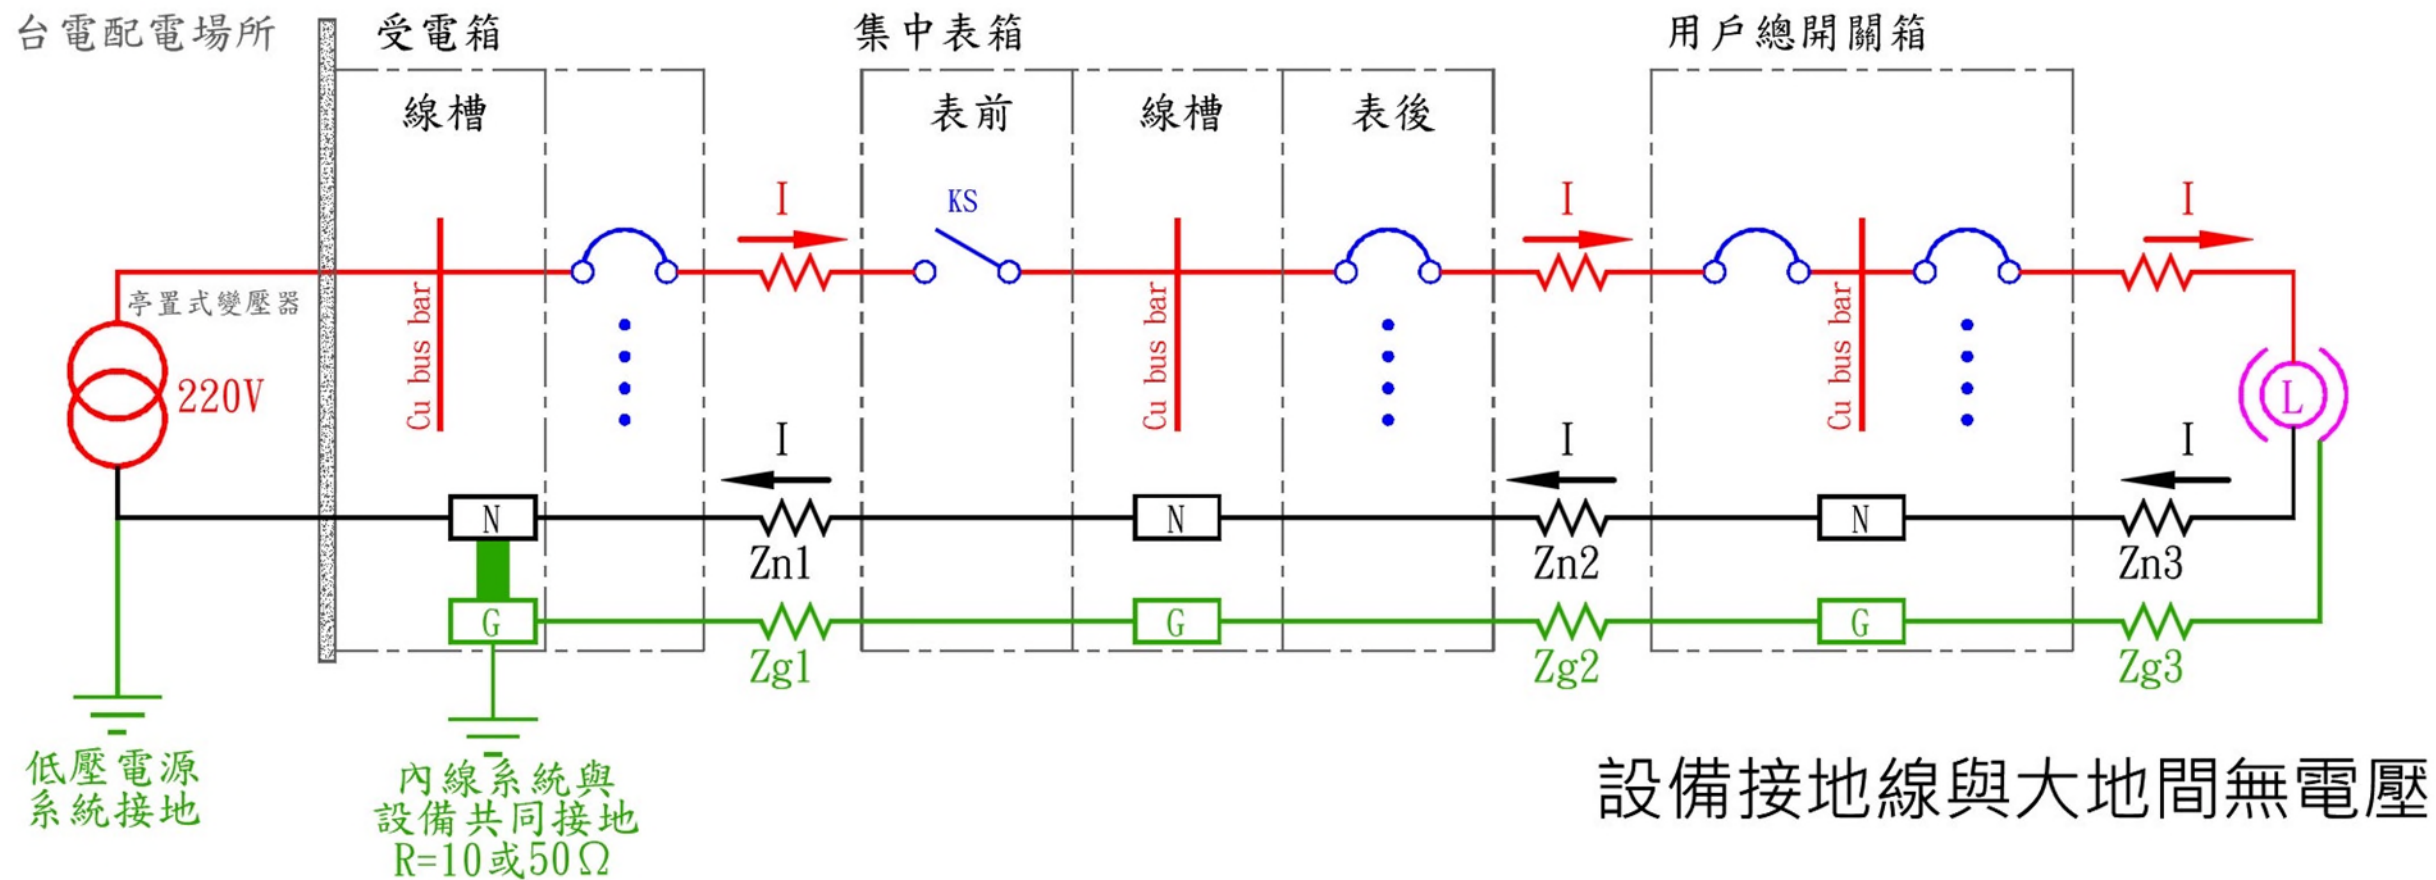 台電配電場所
受電箱
集中表箱
用戶總開關箱
線槽
表前
線槽
表後
I
KS
I
I
亭置式變壓器
220V
Cu bus bar
Cu bus bar
Cu bus bar
L
I
I
I
N
N
N
Zn1
Zn2
Zn3
G
G
G
Zg1
Zg2
Zg3
低壓電源
系統接地
內線系統與
設備共同接地
R=10或50Ω
設備接地線與大地間無電壓